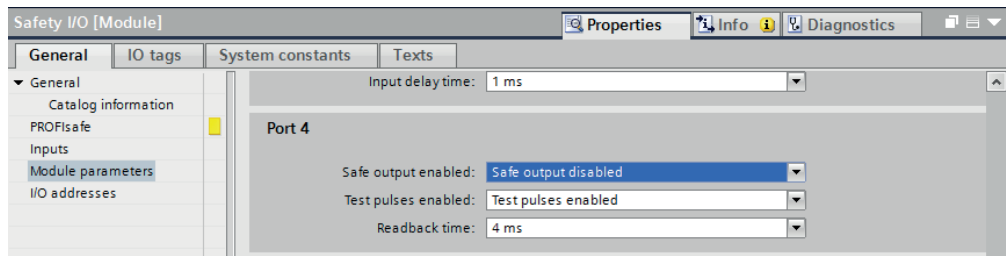 Safety I/O [Module]
Properties
Info
Diagnostics
General
IO tags
System constants
Texts
General
Catalog information
PROFIsafe
Inputs
Module parameters
I/O addresses
Input delay time: 1 ms
Port 4
Safe output enabled: Safe output disabled
Test pulses enabled: Test pulses enabled
Readback time: 4 ms